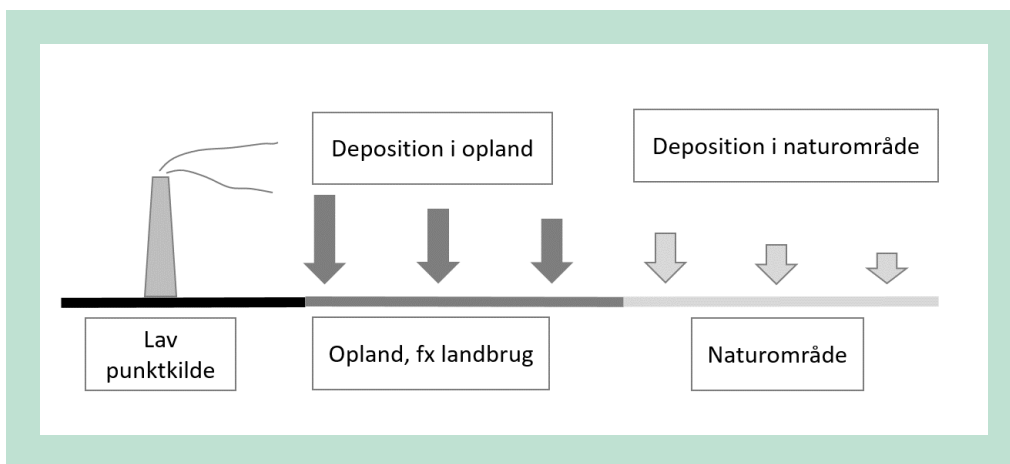 Deposition i opland
Deposition i naturområde
Lav
punktkilde
Opland, fx landbrug
Naturområde